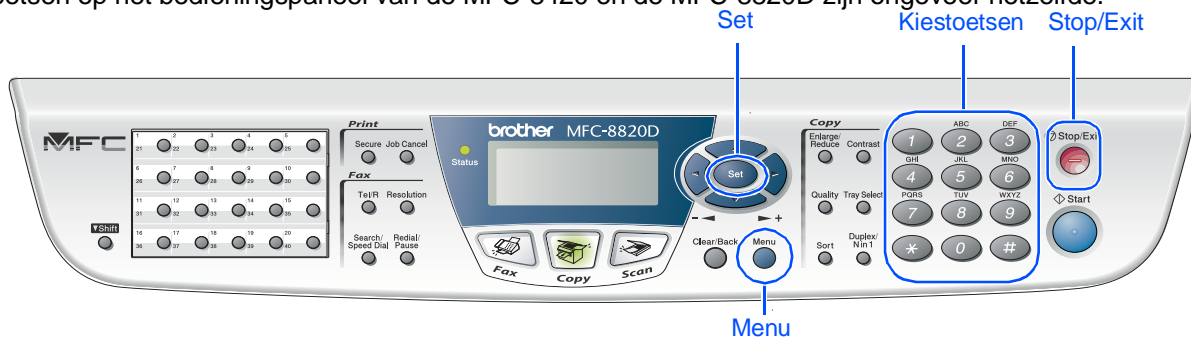 Set Kiestoetsen Stop/Exit
MFC
1 2 3 4 5
21 22 23 24 25
6 7 8 9 10
26 27 28 29 30
11 12 13 14 15
31 32 33 34 35
16 17 18 19 20
36 37 38 39 40
▼Shift
Print
Secure Job Cancel
Fax
Tel/R Resolution
Search/ Redial/
Speed Dial Pause
brother MFC-8820D
Status
Fax
Copy
Scan
Set
- ◄ ► +
Clear/Back Menu
Copy
Enlarge/
Reduce Contrast
Quality Tray Select
Duplex/
Sort N in 1
ABC DEF
1 2 3
GHI JKL MNO
4 5 6
PQRS TUV WXYZ
7 8 9
* 0 #
Stop/Exi
Start
Menu